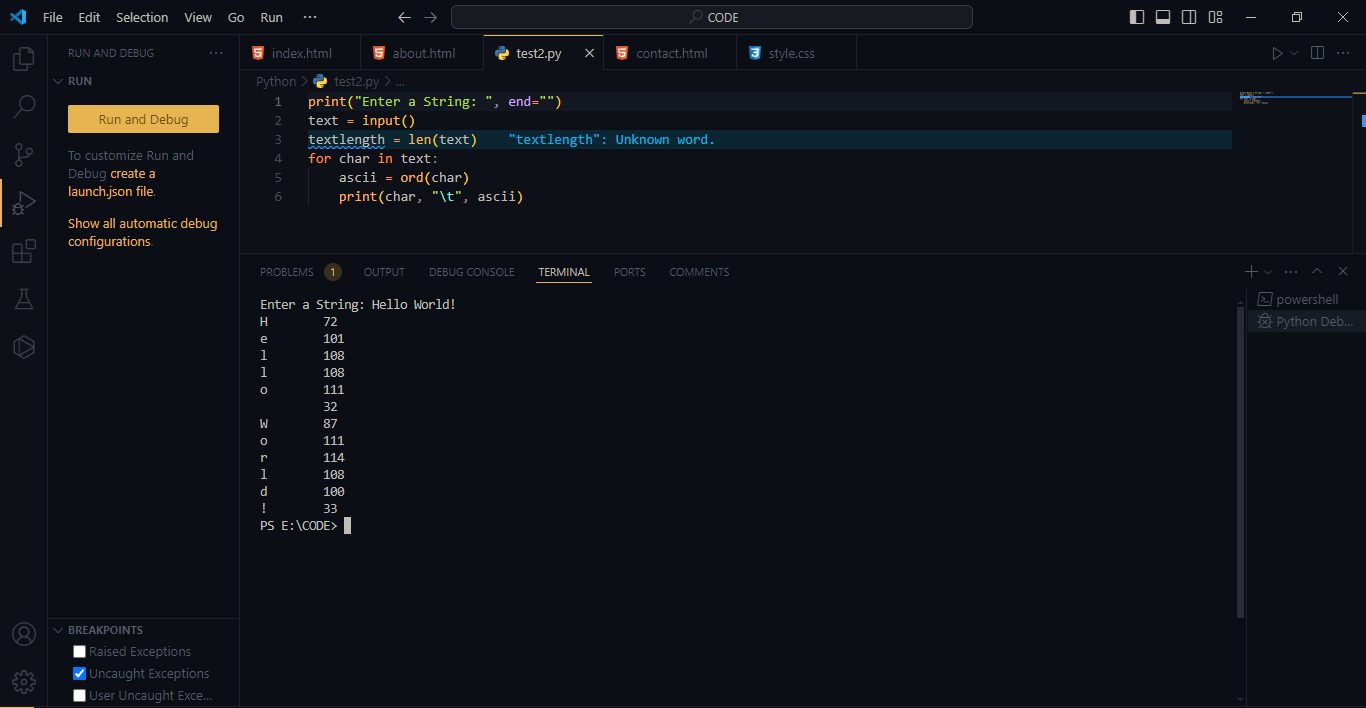 File Edit Selection View Go Run ··· CODE
RUN AND DEBUG ···
index.html about.html test2.py contact.html style.css
RUN
Run and Debug
To customize Run and
Debug create a
launch.json file.
Show all automatic debug
configurations.
Python > test2.py > ...
1 print("Enter a String: ", end="")
2 text = input()
3 textlength = len(text) "textlength": Unknown word.
4 for char in text:
5 ascii = ord(char)
6 print(char, "\t", ascii)
PROBLEMS 1 OUTPUT DEBUG CONSOLE TERMINAL PORTS COMMENTS
Enter a String: Hello World!
H 72
e 101
l 108
l 108
o 111
32
W 87
o 111
r 114
l 108
d 100
! 33
PS E:\CODE>
powershell
Python Deb...
BREAKPOINTS
Raised Exceptions
Uncaught Exceptions
User Uncaught Exce...